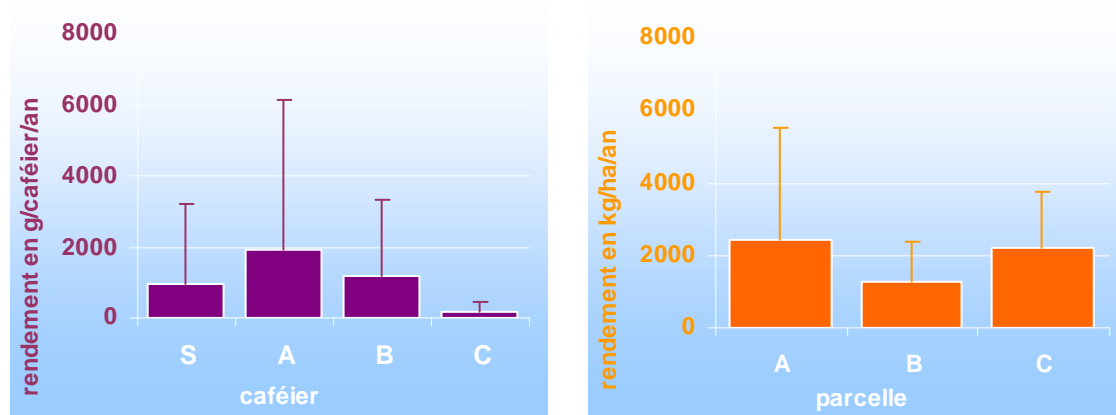 rendement en g/caféier/an
8000
6000
4000
2000
0
S A B C
caféier
rendement en kg/ha/an
8000
6000
4000
2000
0
A B C
parcelle